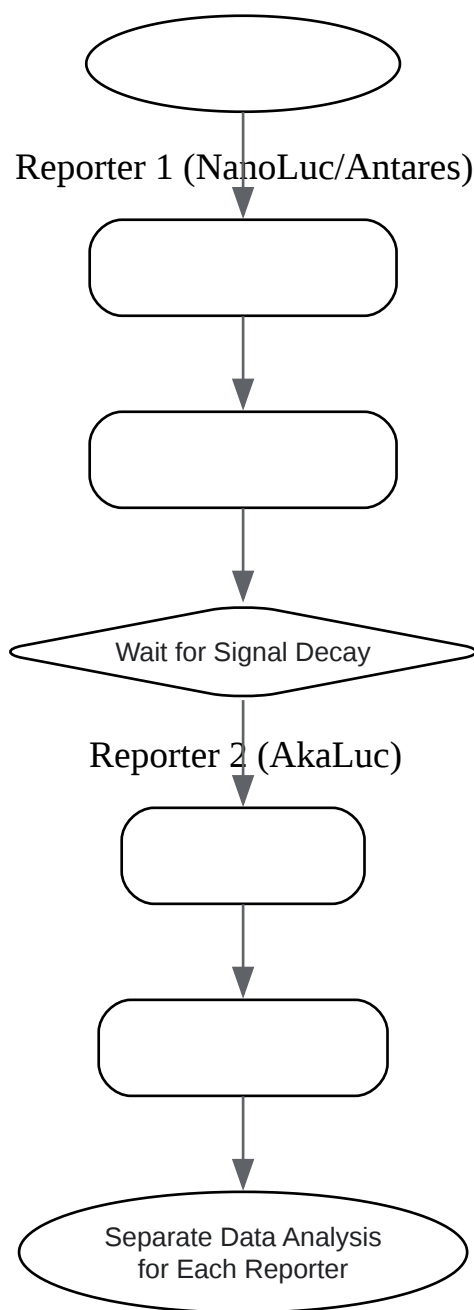 Reporter 1 (NanoLuc/Antares)
Wait for Signal Decay
Reporter 2 (AkaLuc)
Separate Data Analysis
for Each Reporter